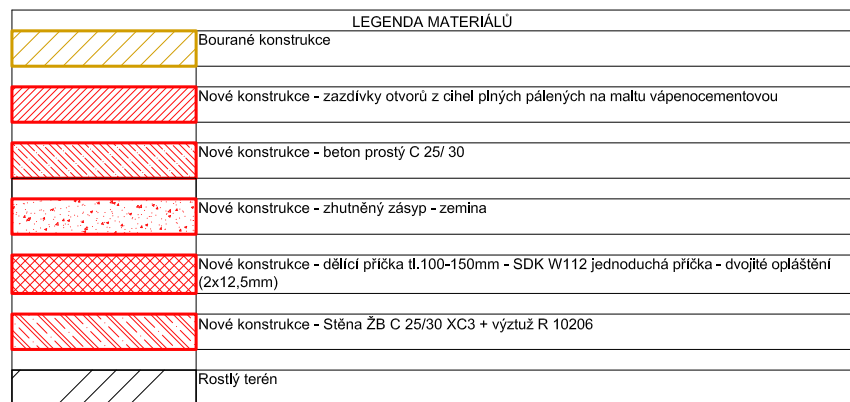 LEGENDA MATERIÁLŮ
Bourané konstrukce
Nové konstrukce - zazdívky otvorů z cihel plných pálených na maltu vápenocementovou
Nové konstrukce - beton prostý C 25/ 30
Nové konstrukce - zhutněný zásyp - zemina
Nové konstrukce - dělící příčka tl.100-150mm - SDK W112 jednoduchá příčka - dvojité opláštění
(2x12,5mm)
Nové konstrukce - Stěna ŽB C 25/30 XC3 + výztuž R 10206
Rostlý terén